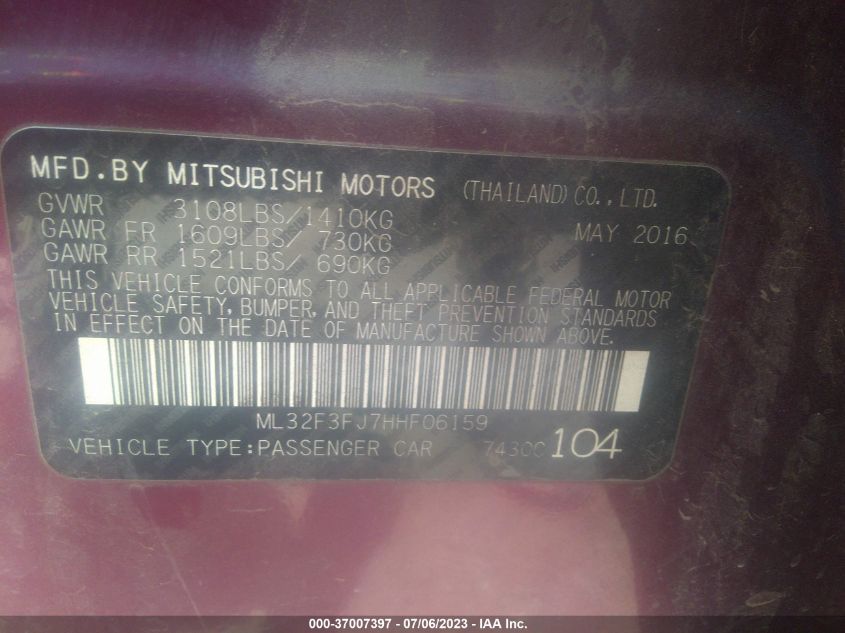 MFD.BY MITSUBISHI MOTORS (THAILAND) CO., LTD.
GVWR 3108LBS/1410KG
MAY 2016
GAWR FR 1609LBS/ 730KG
GAWR RR 1521LBS/ 690KG
THIS VEHICLE CONFORMS TO ALL APPLICABLE FEDERAL MOTOR
VEHICLE SAFETY, BUMPER, AND THEFT PREVENTION STANDARDS
IN EFFECT ON THE DATE OF MANUFACTURE SHOWN ABOVE.
ML32F3FJ7HHF06159
VEHICLE TYPE:PASSENGER CAR 104
000-37007397 - 07/06/2023 - IAA Inc.